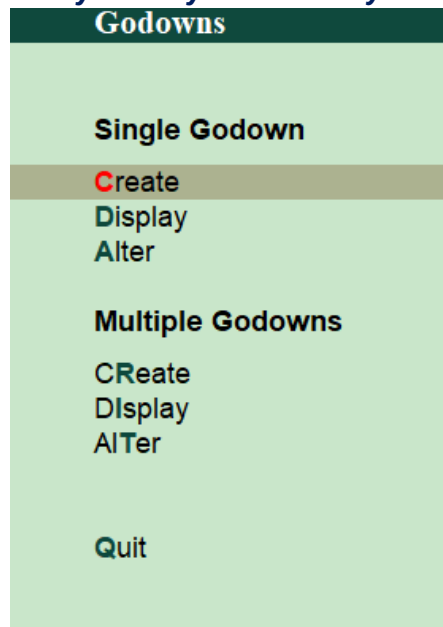 Godowns
Single Godown
Create
Display
Alter
Multiple Godowns
CReate
DIsplay
AlTer
Quit